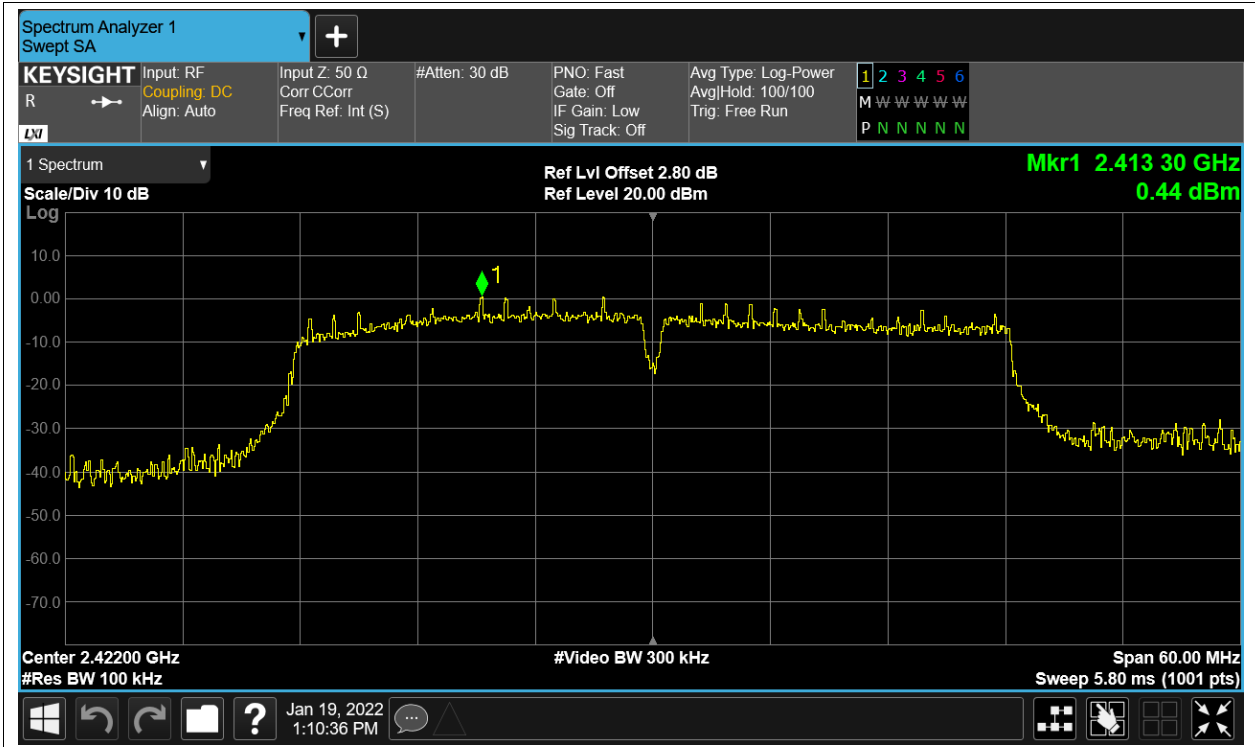 Spectrum Analyzer 1
Swept SA
+
KEYSIGHT
R
LXI
Input: RF
Coupling: DC
Align: Auto
Input Z: 50 Ω
Corr CCorr
Freq Ref: Int (S)
#Atten: 30 dB
PNO: Fast
Gate: Off
IF Gain: Low
Sig Track: Off
Avg Type: Log-Power
Avg|Hold: 100/100
Trig: Free Run
1 2 3 4 5 6
M W W W W W
P N N N N N
1 Spectrum
Scale/Div 10 dB
Ref Lvl Offset 2.80 dB
Ref Level 20.00 dBm
Mkr1 2.413 30 GHz
0.44 dBm
Log
1
10.0
0.00
-10.0
-20.0
-30.0
-40.0
-50.0
-60.0
-70.0
Center 2.42200 GHz
#Res BW 100 kHz
#Video BW 300 kHz
Span 60.00 MHz
Sweep 5.80 ms (1001 pts)
?
Jan 19, 2022
1:10:36 PM